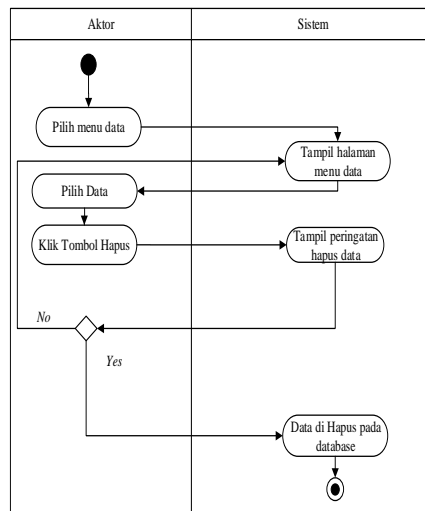 Aktor
Sistem
Pilih menu data
Tampil halaman
menu data
Pilih Data
Klik Tombol Hapus
Tampil peringatan
hapus data
No
Yes
Data di Hapus pada
database